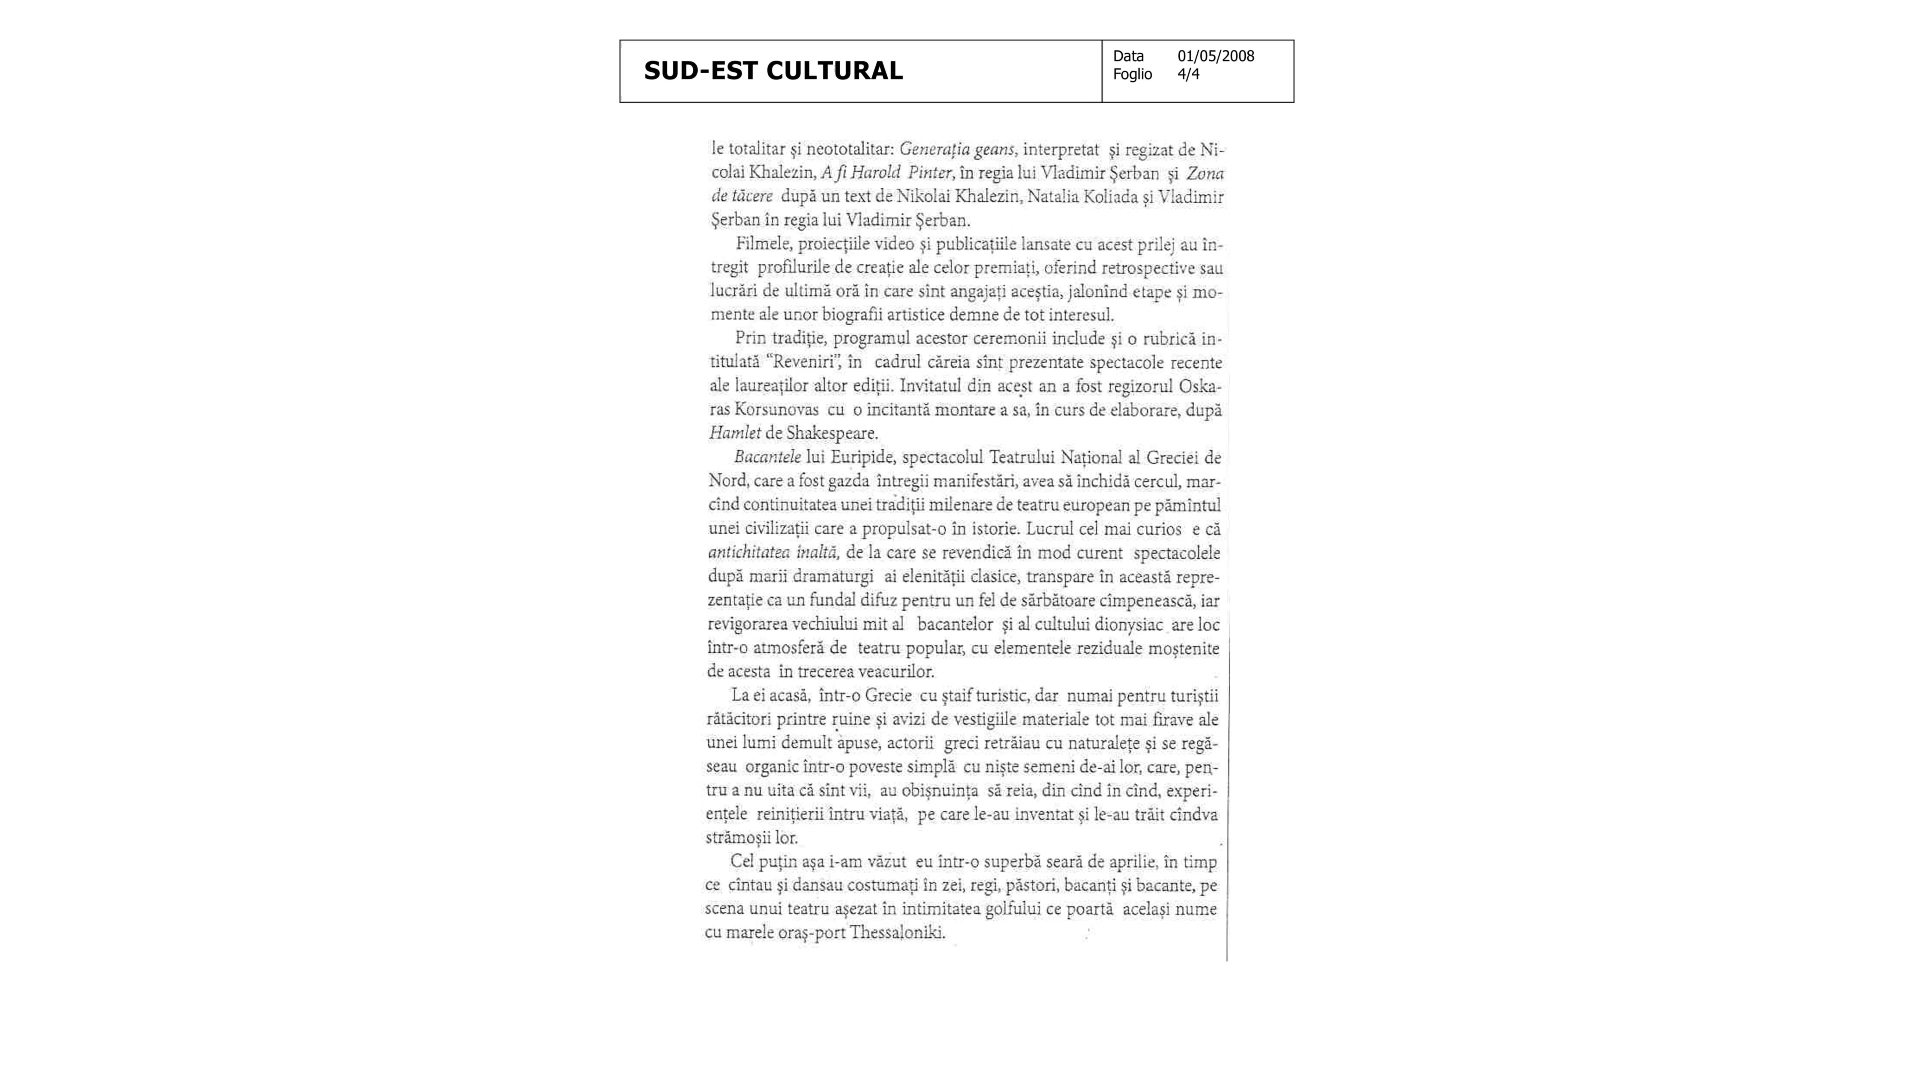 SUD-EST CULTURAL
Data 01/05/2008
Foglio 4/4
le totalitar și neototalitar: Generația geans, interpretat și regizat de Ni-
colai Khalezin, A fi Harold Pinter, în regia lui Vladimir Șerban și Zona
de tăcere după un text de Nikolai Khalezin, Natalia Koliada și Vladimir
Șerban în regia lui Vladimir Șerban.
Filmele, proiecțiile video și publicațiile lansate cu acest prilej au în-
tregit profilurile de creație ale celor premiați, oferind retrospective sau
lucrări de ultimă oră în care sînt angajați aceștia, jalonînd etape și mo-
mente ale unor biografii artistice demne de tot interesul.
Prin tradiție, programul acestor ceremonii include și o rubrică in-
titulată “Reveniri”, în cadrul căreia sînt prezentate spectacole recente
ale laureaților altor ediții. Invitatul din acest an a fost regizorul Oska-
ras Korsunovas cu o incitantă montare a sa, în curs de elaborare, după
Hamlet de Shakespeare.
Bacantele lui Euripide, spectacolul Teatrului Național al Greciei de
Nord, care a fost gazda întregii manifestări, avea să închidă cercul, mar-
cînd continuitatea unei tradiții milenare de teatru european pe pămîntul
unei civilizații care a propulsat-o în istorie. Lucrul cel mai curios e că
antichitatea înaltă, de la care se revendică în mod curent spectacolele
după marii dramaturgi ai elenității clasice, transpare în această repre-
zentație ca un fundal difuz pentru un fel de sărbătoare cîmpenească, iar
revigorarea vechiului mit al bacantelor și al cultului dionysiac are loc
într-o atmosferă de teatru popular, cu elementele reziduale moștenite
de acesta în trecerea veacurilor.
La ei acasă, într-o Grecie cu ștaif turistic, dar numai pentru turiștii
rătăcitori printre ruine și avizi de vestigiile materiale tot mai firave ale
unei lumi demult apuse, actorii greci retrăiau cu naturalețe și se regă-
seau organic într-o poveste simplă cu niște semeni de-ai lor, care, pen-
tru a nu uita că sînt vii, au obișnuința să reia, din cînd în cînd, experi-
ențele reinițierii întru viață, pe care le-au inventat și le-au trăit cîndva
strămoșii lor.
Cel puțin așa i-am văzut eu într-o superbă seară de aprilie, în timp
ce cîntau și dansau costumați în zei, regi, păstori, bacanți și bacante, pe
scena unui teatru așezat în intimitatea golfului ce poartă același nume
cu marele oraș-port Thessaloniki.